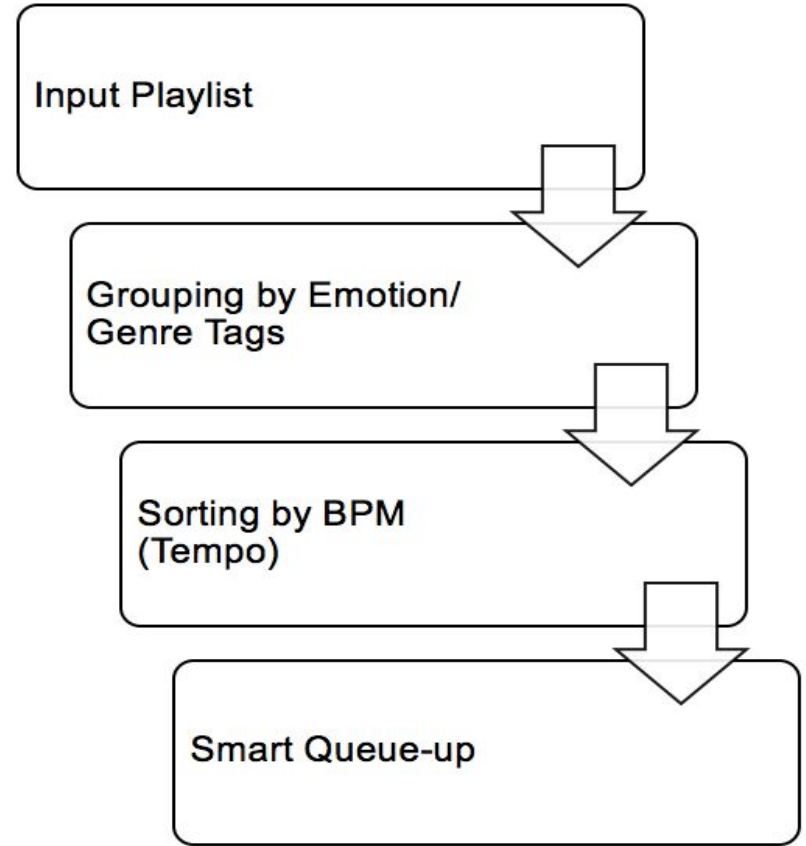 Input Playlist
Grouping by Emotion/
Genre Tags
Sorting by BPM
(Tempo)
Smart Queue-up